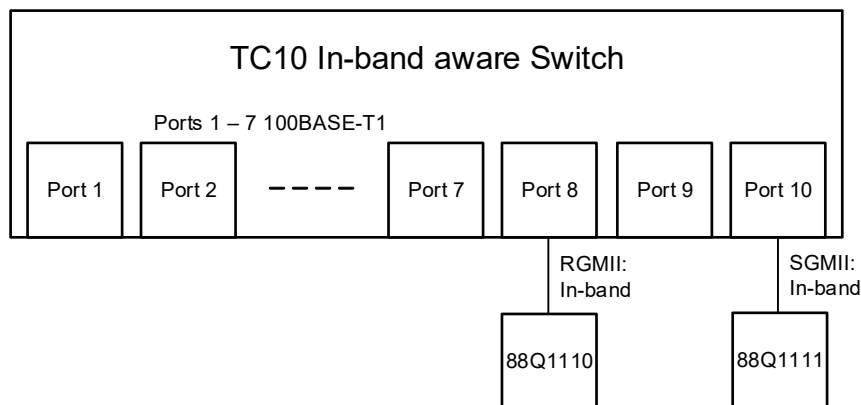 TC10 In-band aware Switch
Ports 1 – 7 100BASE-T1
Port 1
Port 2
Port 7
Port 8
Port 9
Port 10
RGMII:
In-band
SGMII:
In-band
88Q1110
88Q1111